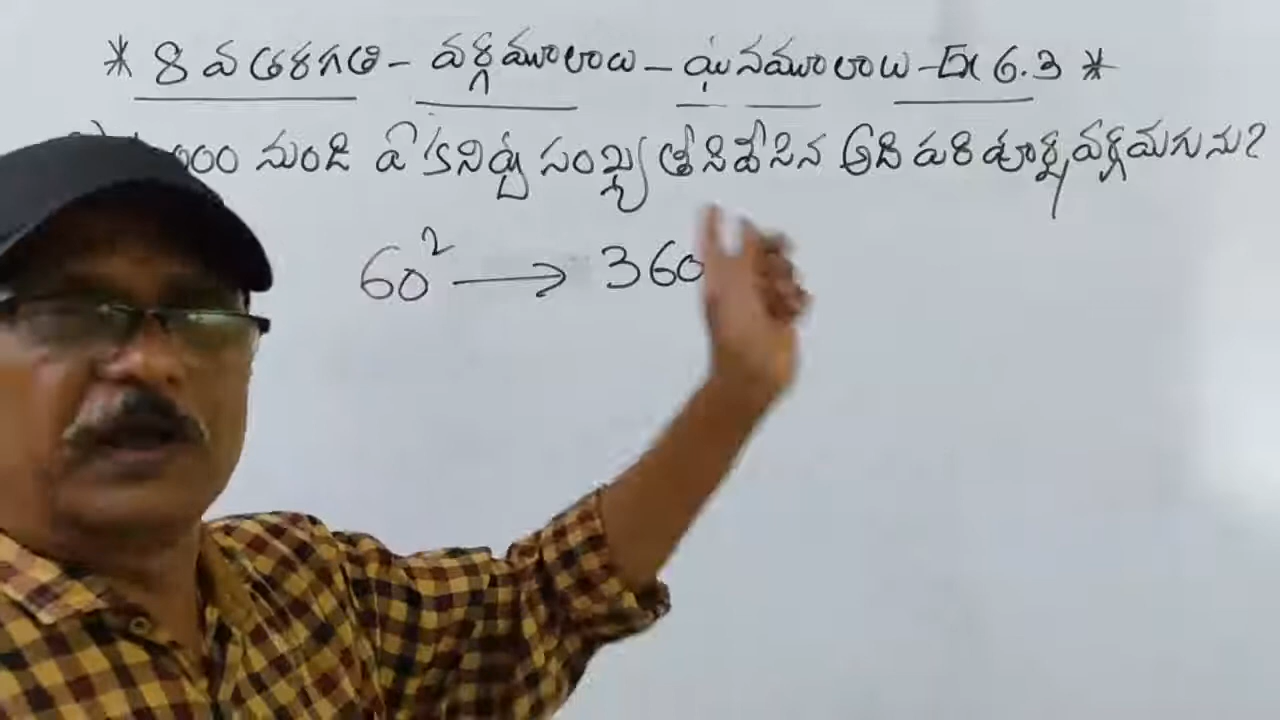 * 8 వ తరగతి - వర్గమూలాలు - ఘనమూలాలు - Ex 6.3 *
000 నుండి ఏ కనిష్ట సంఖ్య తీసివేసిన అది పరిపూర్ణ వర్గమగును?
60² → 360